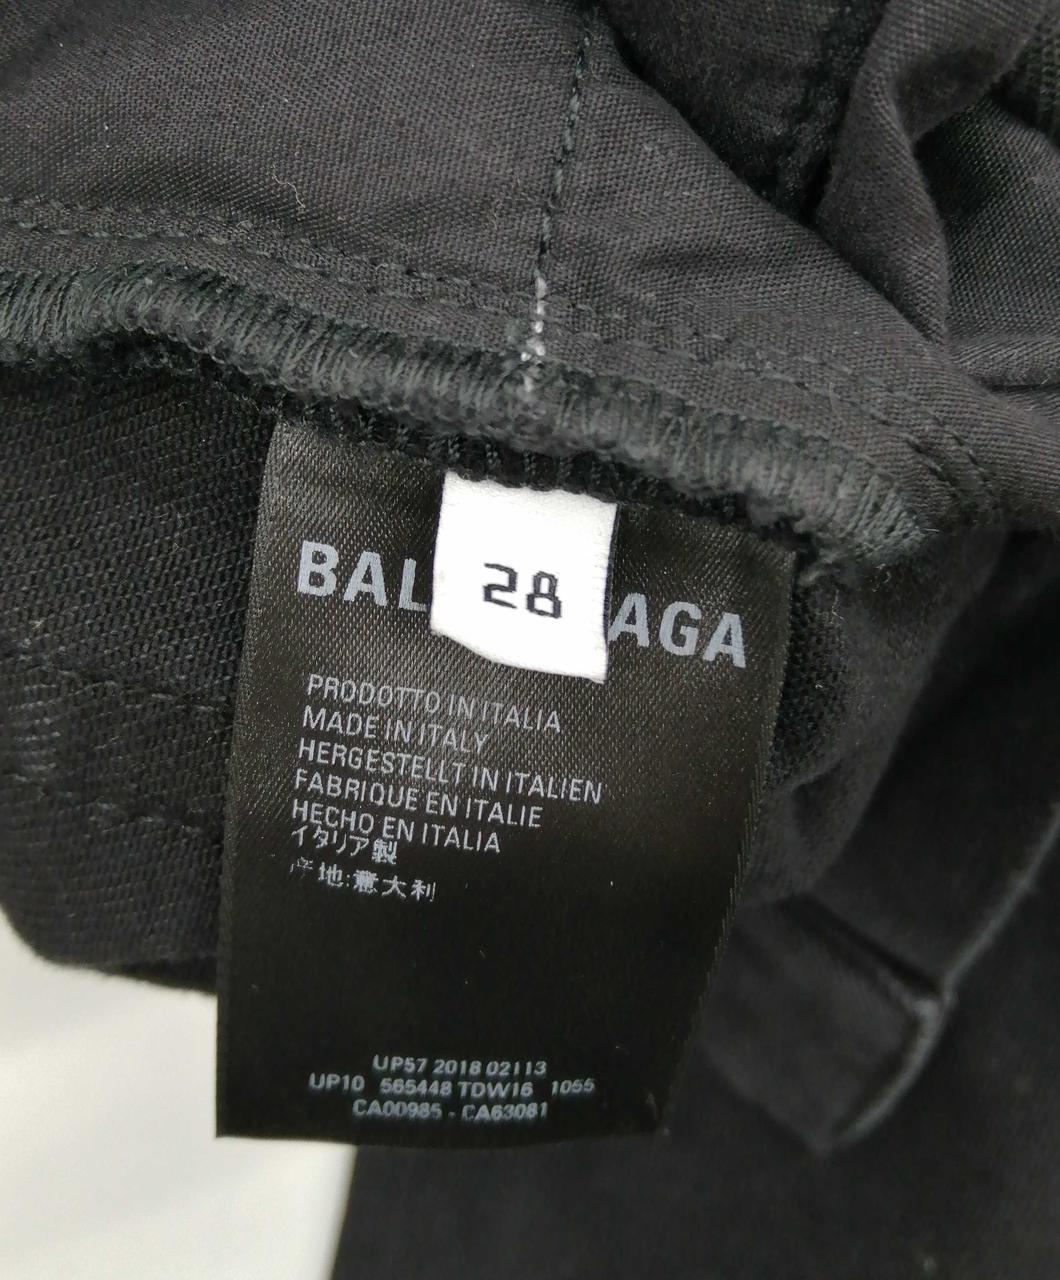 BAL AGA
28
PRODOTTO IN ITALIA
MADE IN ITALY
HERGESTELLT IN ITALIEN
FABRIQUE EN ITALIE
HECHO EN ITALIA
イタリア製
产地:意大利
UP57 2018 02113
UP10 565448 TDW16 1055
CA00985 - CA63081